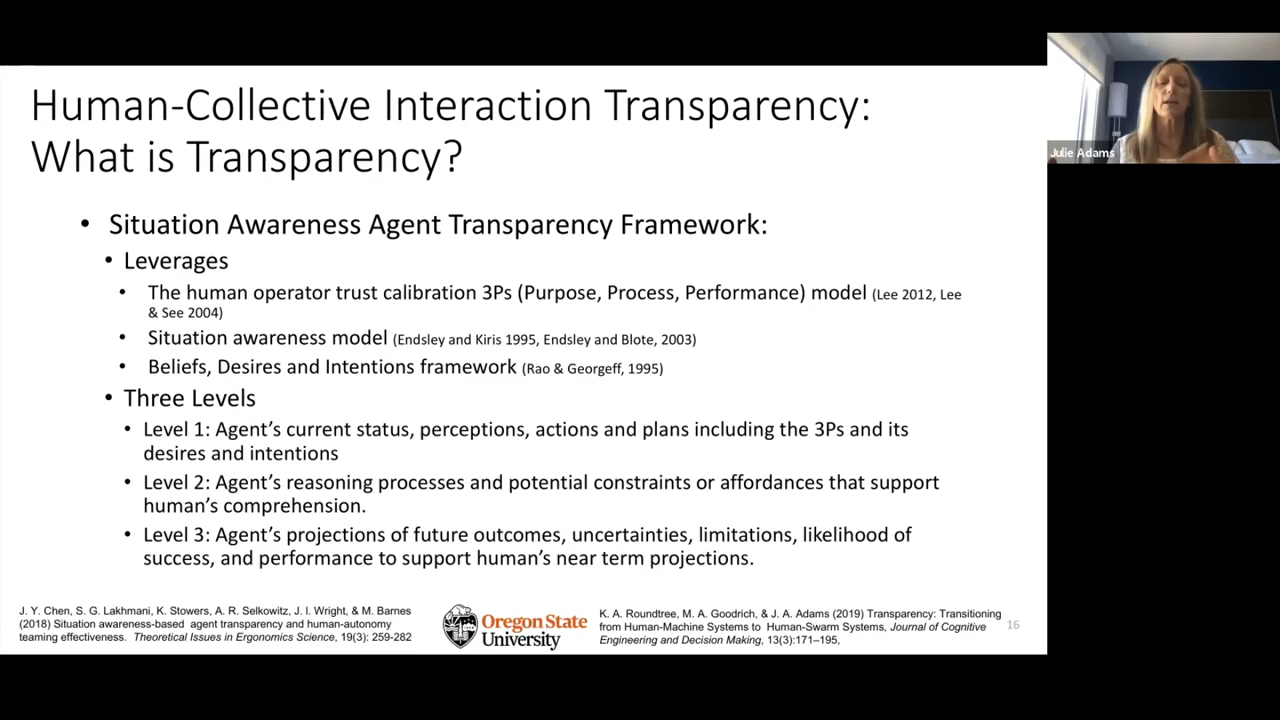 Human-Collective Interaction Transparency:
What is Transparency?
Julie Adams
• Situation Awareness Agent Transparency Framework:
• Leverages
• The human operator trust calibration 3Ps (Purpose, Process, Performance) model (Lee 2012, Lee
& See 2004)
• Situation awareness model (Endsley and Kiris 1995, Endsley and Blote, 2003)
• Beliefs, Desires and Intentions framework (Rao & Georgeff, 1995)
• Three Levels
• Level 1: Agent's current status, perceptions, actions and plans including the 3Ps and its
desires and intentions
• Level 2: Agent's reasoning processes and potential constraints or affordances that support
human's comprehension.
• Level 3: Agent's projections of future outcomes, uncertainties, limitations, likelihood of
success, and performance to support human's near term projections.
J. Y. Chen, S. G. Lakhmani, K. Stowers, A. R. Selkowitz, J. I. Wright, & M. Barnes
(2018) Situation awareness-based agent transparency and human-autonomy
teaming effectiveness. Theoretical Issues in Ergonomics Science, 19(3): 259-282
Oregon State
University
K. A. Roundtree, M. A. Goodrich, & J. A. Adams (2019) Transparency: Transitioning
from Human-Machine Systems to Human-Swarm Systems, Journal of Cognitive
Engineering and Decision Making, 13(3):171–195,
16